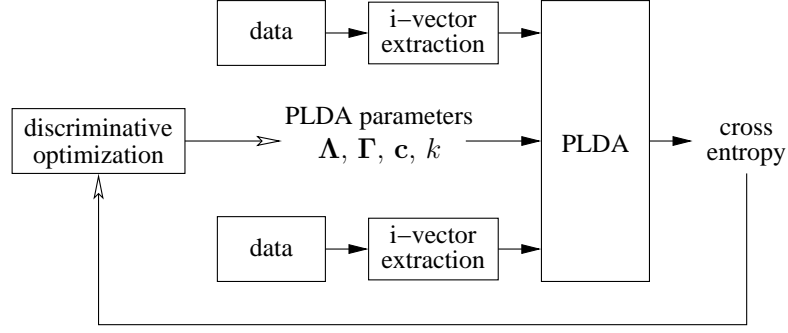 data
i−vector
extraction
discriminative
optimization
PLDA parameters
Λ, Γ, c, k
PLDA
cross
entropy
data
i−vector
extraction